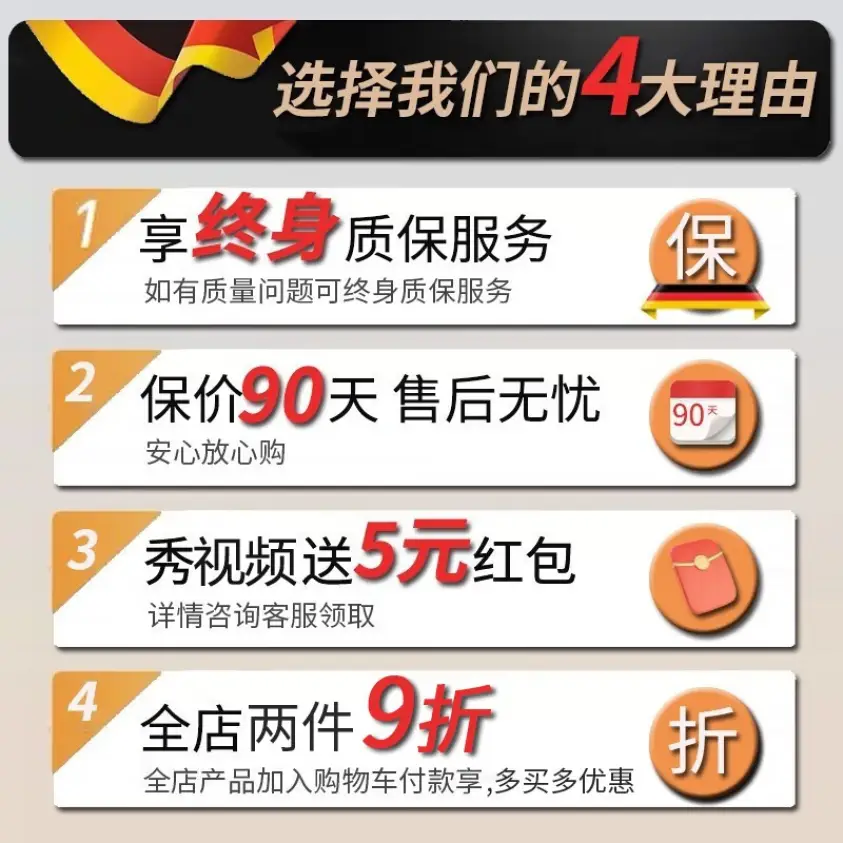 选择我们的4大理由
1
享终身质保服务
如有质量问题可终身质保服务
保
2
保价90天 售后无忧
安心放心购
90天
3
秀视频送5元红包
详情咨询客服领取
4
全店两件9折
全店产品加入购物车付款享,多买多优惠
折